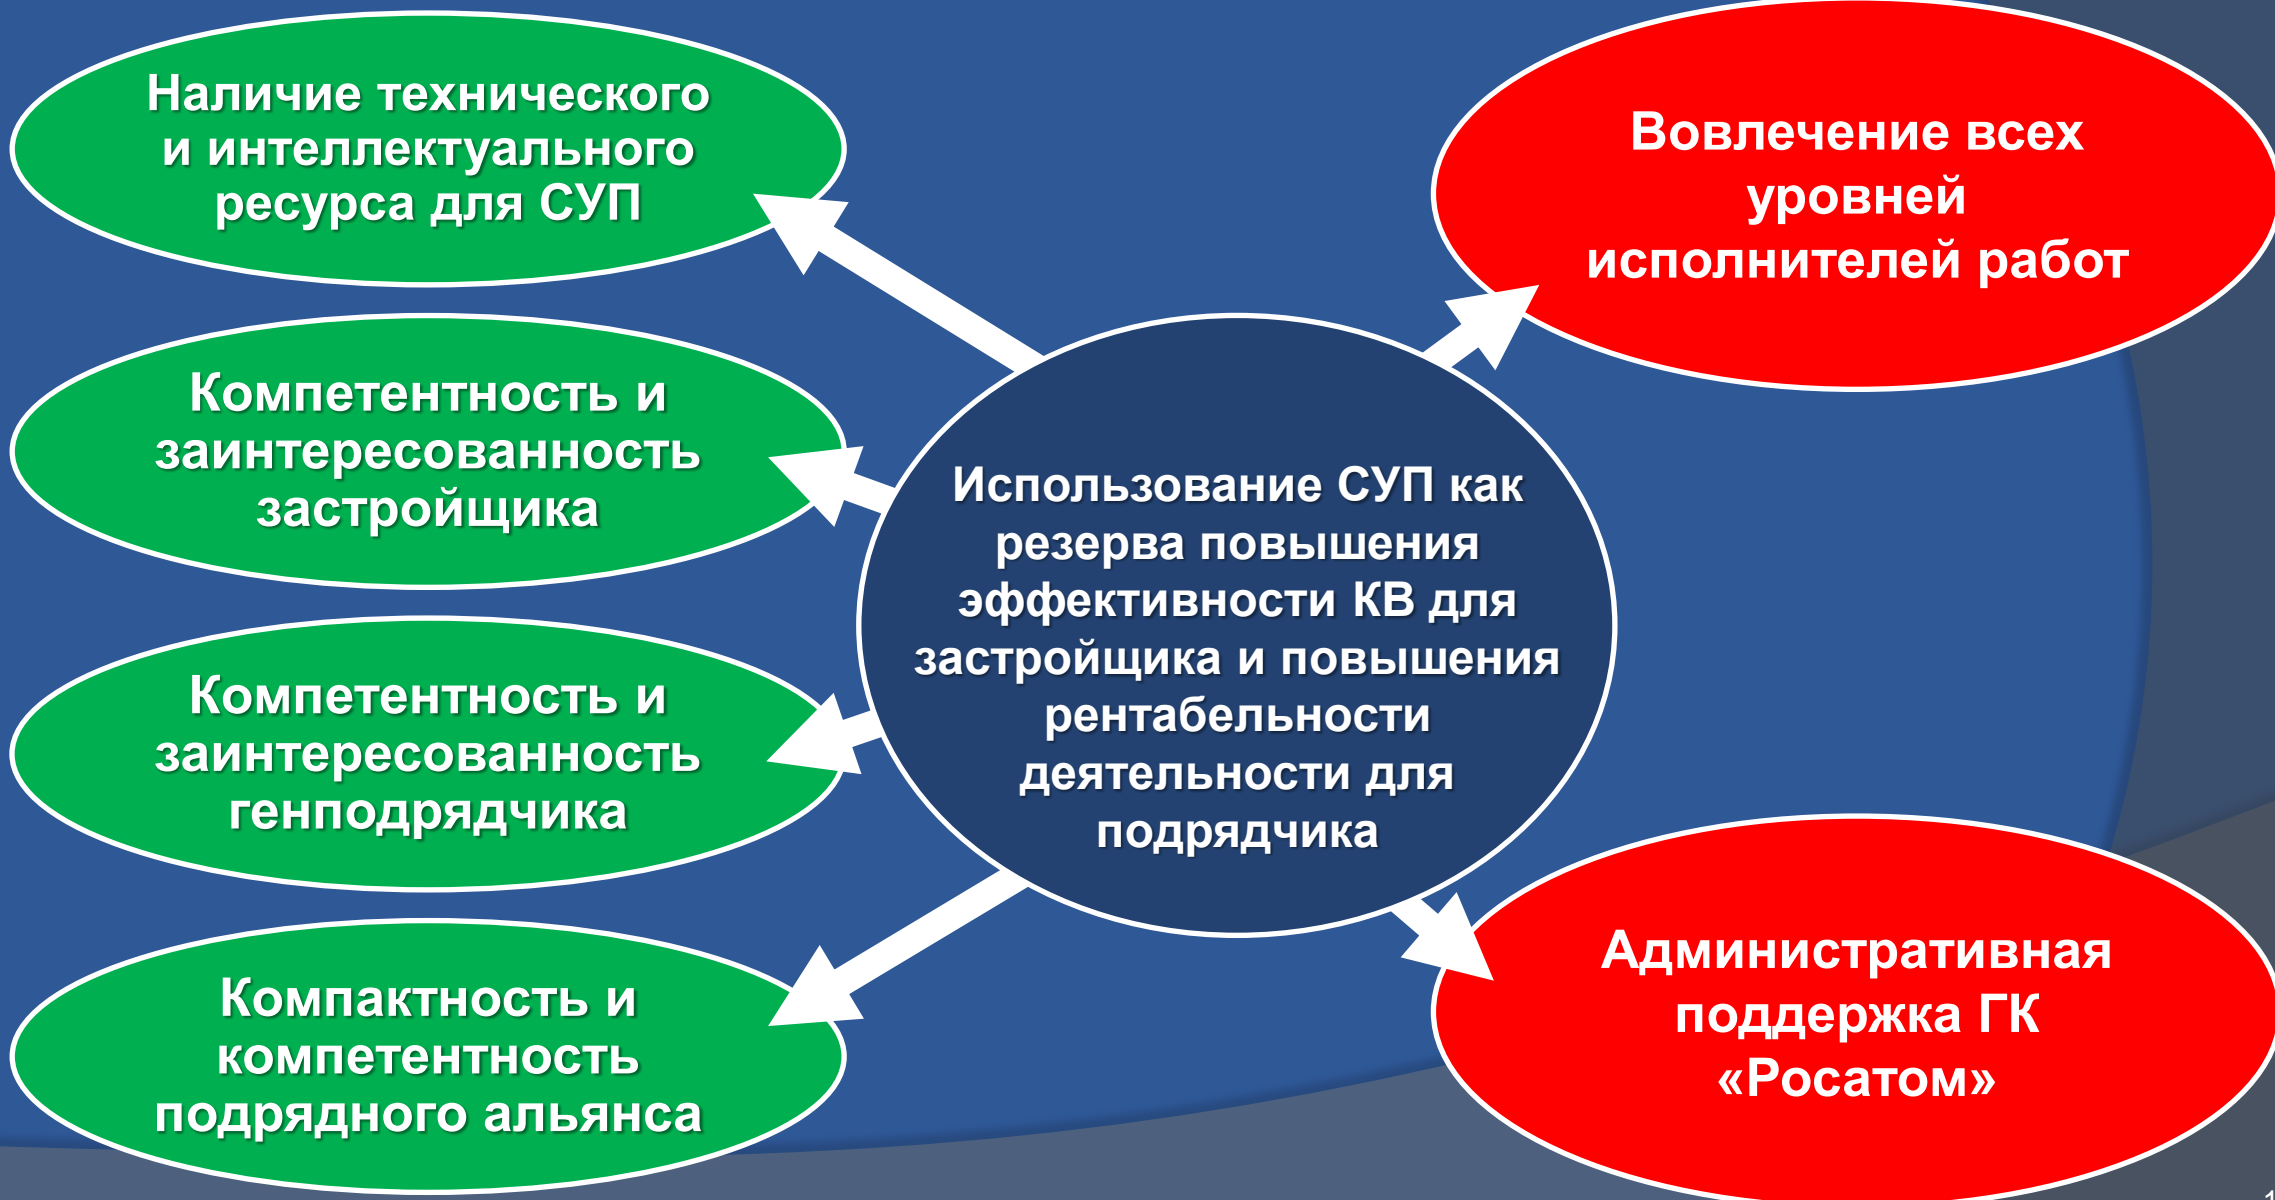 Наличие технического
и интеллектуального
ресурса для СУП
Компетентность и
заинтересованность
застройщика
Компетентность и
заинтересованность
генподрядчика
Компактность и
компетентность
подрядного альянса
Использование СУП как
резерва повышения
эффективности КВ для
застройщика и повышения
рентабельности
деятельности для
подрядчика
Вовлечение всех
уровней
исполнителей работ
Административная
поддержка ГК
«Росатом»